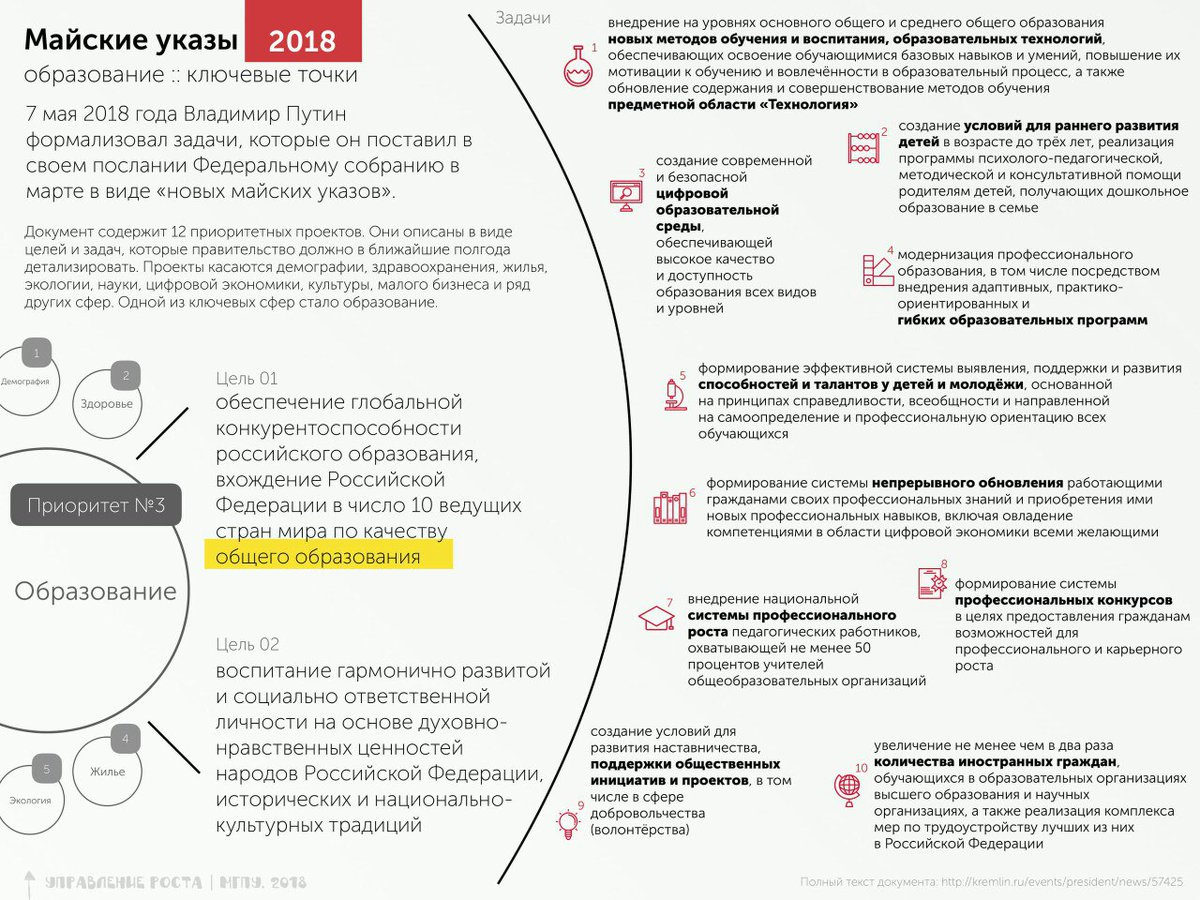 Майские указы 2018
образование :: ключевые точки
7 мая 2018 года Владимир Путин
формализовал задачи, которые он поставил в
своем послании Федеральному собранию в
марте в виде «новых майских указов».
Документ содержит 12 приоритетных проектов. Они описаны в виде
целей и задач, которые правительство должно в ближайшие полгода
детализировать. Проекты касаются демографии, здравоохранения, жилья,
экологии, науки, цифровой экономики, культуры, малого бизнеса и ряд
других сфер. Одной из ключевых сфер стало образование.
1
Демография
2
Здоровье
Приоритет №3
Образование
4
Жилье
5
Экология
Цель 01
обеспечение глобальной
конкурентоспособности
российского образования,
вхождение Российской
Федерации в число 10 ведущих
стран мира по качеству
общего образования
Цель 02
воспитание гармонично развитой
и социально ответственной
личности на основе духовно-
нравственных ценностей
народов Российской Федерации,
исторических и национально-
культурных традиций
Задачи
1
внедрение на уровнях основного общего и среднего общего образования
новых методов обучения и воспитания, образовательных технологий,
обеспечивающих освоение обучающимися базовых навыков и умений, повышение их
мотивации к обучению и вовлечённости в образовательный процесс, а также
обновление содержания и совершенствование методов обучения
предметной области «Технология»
2
создание условий для раннего развития
детей в возрасте до трёх лет, реализация
программы психолого-педагогической,
методической и консультативной помощи
родителям детей, получающих дошкольное
образование в семье
3
создание современной
и безопасной
цифровой
образовательной
среды,
обеспечивающей
высокое качество
и доступность
образования всех видов
и уровней
4
модернизация профессионального
образования, в том числе посредством
внедрения адаптивных, практико-
ориентированных и
гибких образовательных программ
5
формирование эффективной системы выявления, поддержки и развития
способностей и талантов у детей и молодёжи, основанной
на принципах справедливости, всеобщности и направленной
на самоопределение и профессиональную ориентацию всех
обучающихся
6
формирование системы непрерывного обновления работающими
гражданами своих профессиональных знаний и приобретения ими
новых профессиональных навыков, включая овладение
компетенциями в области цифровой экономики всеми желающими
7
внедрение национальной
системы профессионального
роста педагогических работников,
охватывающей не менее 50
процентов учителей
общеобразовательных организаций
8
формирование системы
профессиональных конкурсов
в целях предоставления гражданам
возможностей для
профессионального и карьерного
роста
9
создание условий для
развития наставничества,
поддержки общественных
инициатив и проектов, в том
числе в сфере
добровольчества
(волонтёрства)
10
увеличение не менее чем в два раза
количества иностранных граждан,
обучающихся в образовательных организациях
высшего образования и научных
организациях, а также реализация комплекса
мер по трудоустройству лучших из них
в Российской Федерации
УПРАВЛЕНИЕ РОСТА | МГПУ. 2018
Полный текст документа: http://kremlin.ru/events/president/news/57425